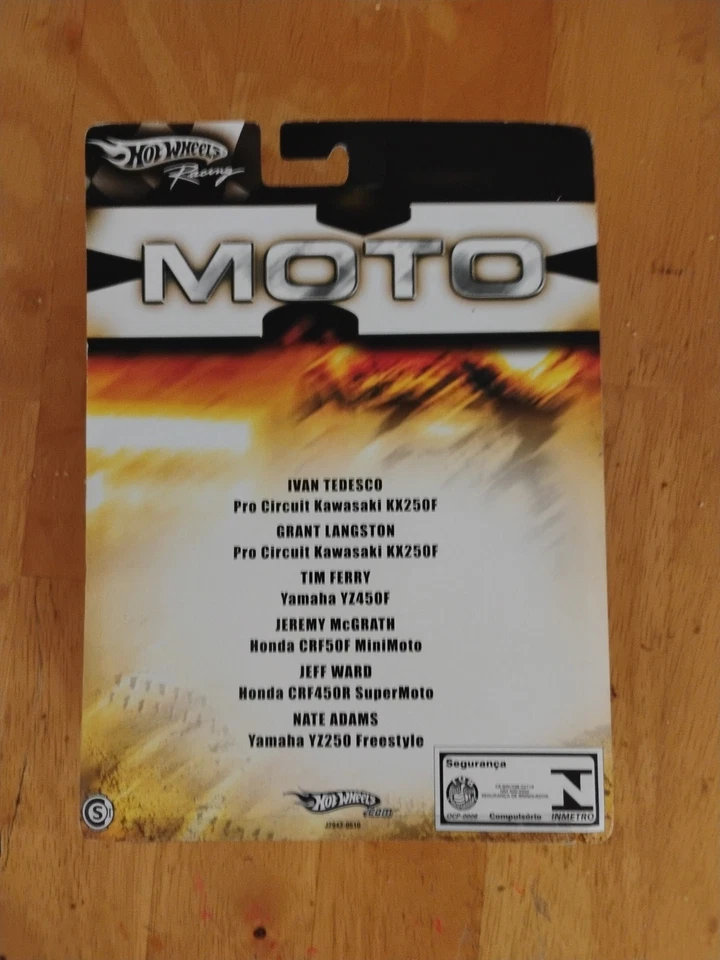 HOT WHEELS
Racing
MOTO
IVAN TEDESCO
Pro Circuit Kawasaki KX250F
GRANT LANGSTON
Pro Circuit Kawasaki KX250F
TIM FERRY
Yamaha YZ450F
JEREMY McGRATH
Honda CRF50F MiniMoto
JEFF WARD
Honda CRF450R SuperMoto
NATE ADAMS
Yamaha YZ250 Freestyle
HOT WHEELS
.com
S
Segurança
Compulsório
INMETRO